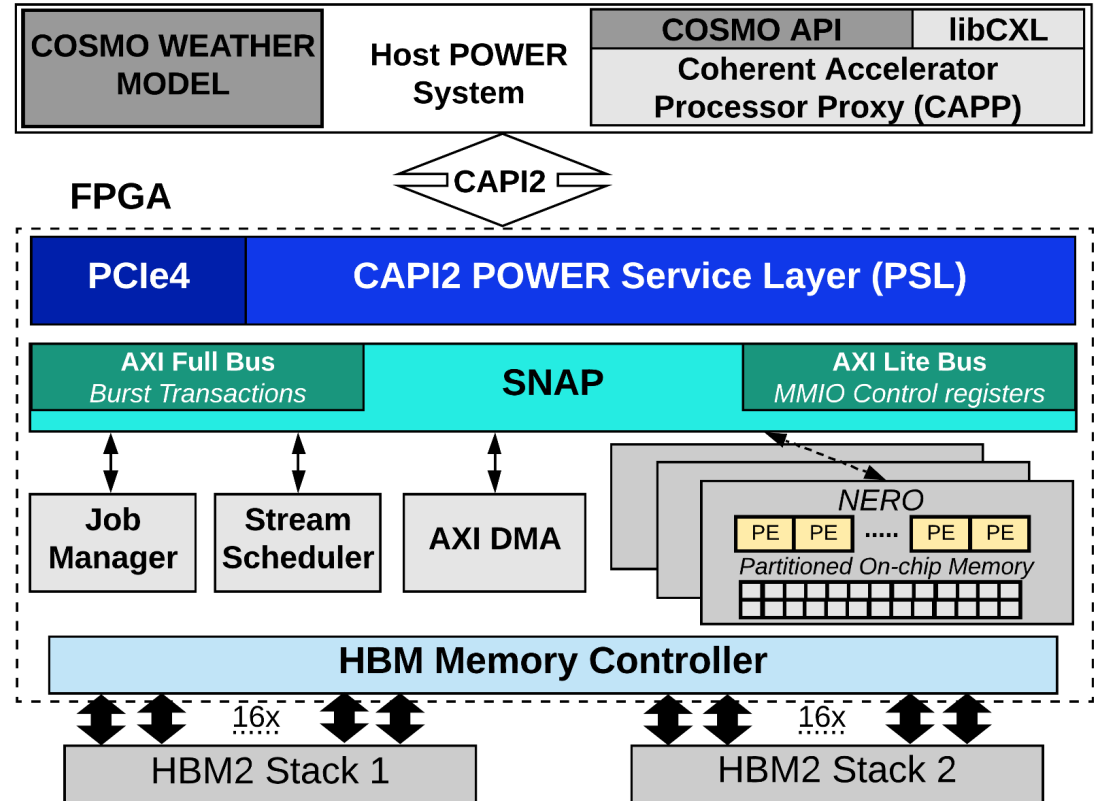 COSMO WEATHER
MODEL
Host POWER
System
COSMO API
libCXL
Coherent Accelerator
Processor Proxy (CAPP)
CAPI2
FPGA
PCIe4
CAPI2 POWER Service Layer (PSL)
AXI Full Bus
Burst Transactions
SNAP
AXI Lite Bus
MMIO Control registers
Job
Manager
Stream
Scheduler
AXI DMA
NERO
PE PE ..... PE PE
Partitioned On-chip Memory
HBM Memory Controller
16x
16x
HBM2 Stack 1
HBM2 Stack 2